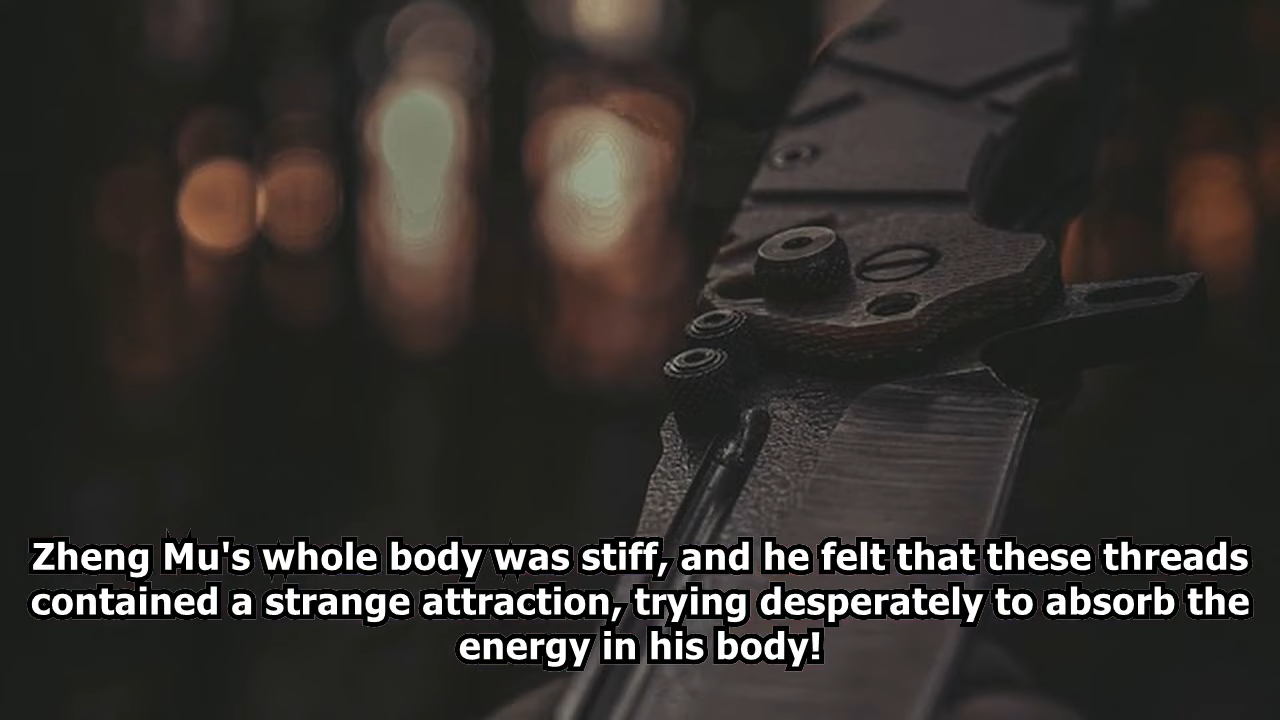 Zheng Mu's whole body was stiff, and he felt that these threads
contained a strange attraction, trying desperately to absorb the
energy in his body!